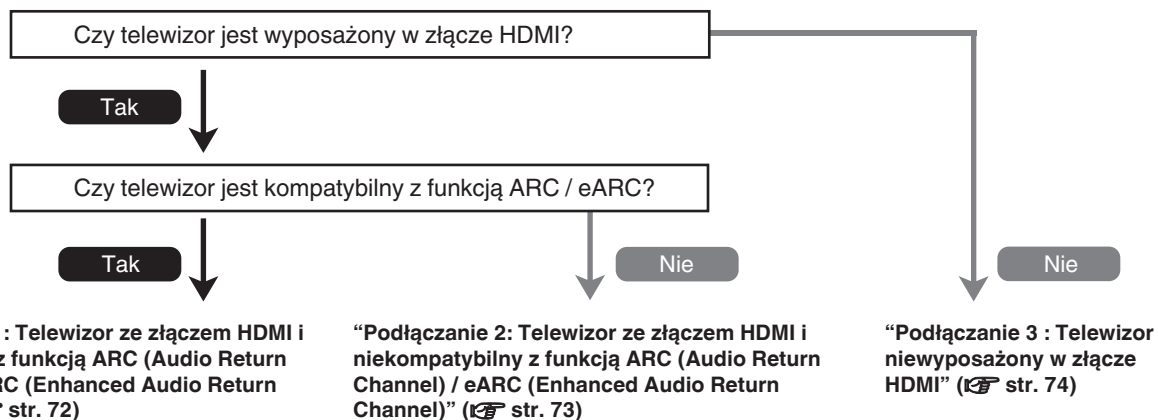 Czy telewizor jest wyposażony w złącze HDMI?
Tak
Czy telewizor jest kompatybilny z funkcją ARC / eARC?
Tak
Nie
Nie
: Telewizor ze złączem HDMI i
z funkcją ARC (Audio Return
RC (Enhanced Audio Return
str. 72)
“Podłączanie 2: Telewizor ze złączem HDMI i
niekompatybilny z funkcją ARC (Audio Return
Channel) / eARC (Enhanced Audio Return
Channel)” (☞ str. 73)
“Podłączanie 3 : Telewizor
niewyposażony w złącze
HDMI” (☞ str. 74)